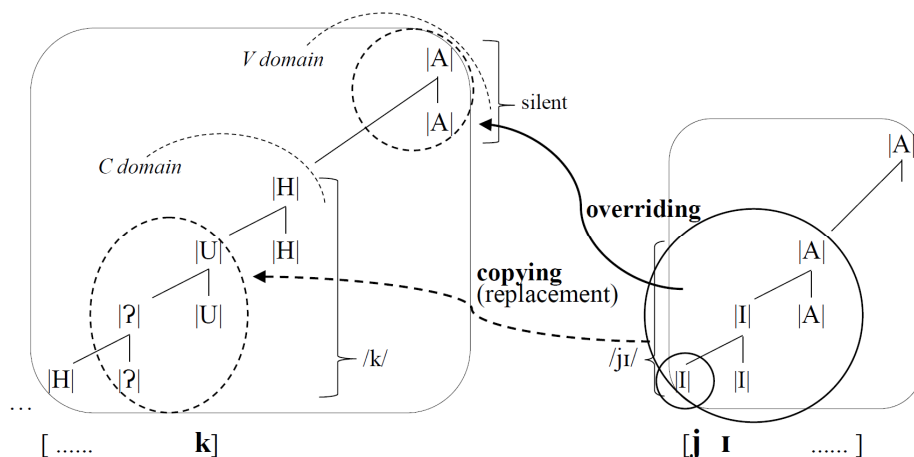 V domain
|A|
|A|
silent
C domain
|H|
|H|
|U|
|U|
|ʔ|
|ʔ|
|H|
/k/
overriding
copying
(replacement)
|A|
|A|
|A|
|I|
|I|
|I|
/jɪ/
…
[ ...... k]
[j ɪ ...... ]